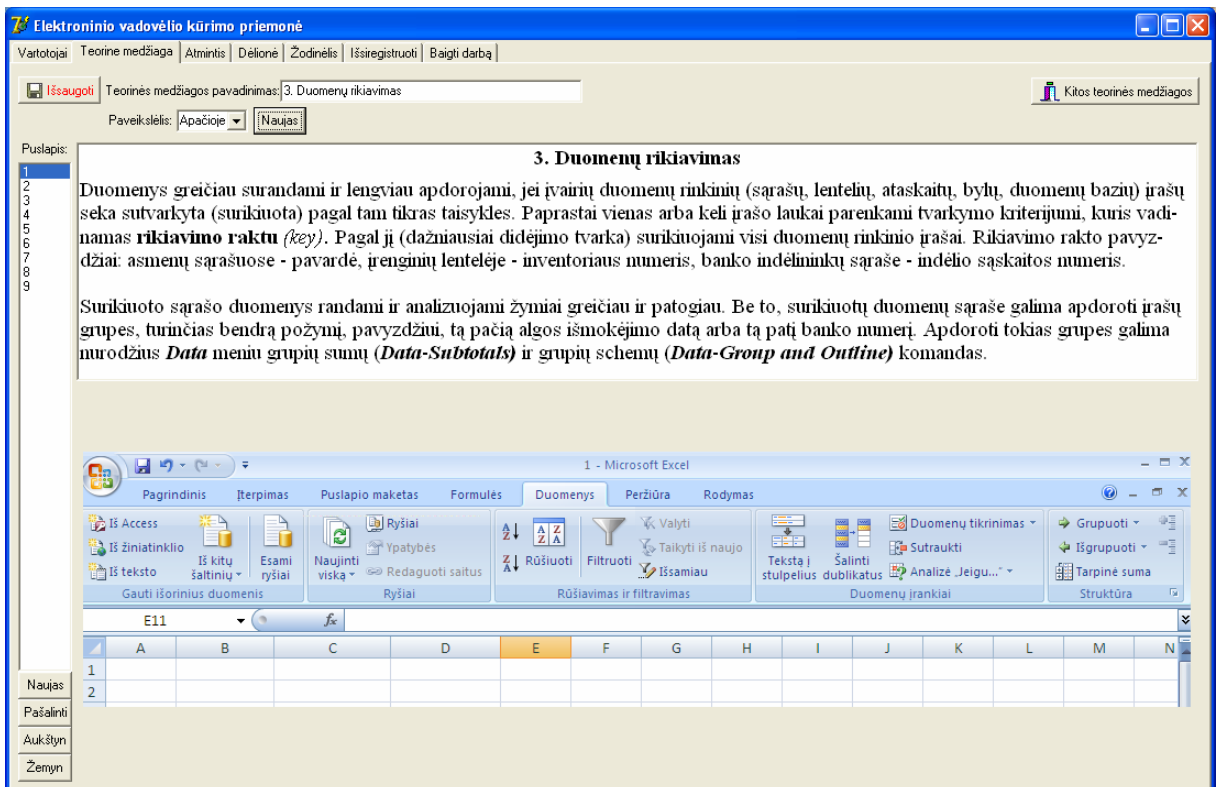 Elektroninio vadovėlio kūrimo priemonė
Vartotojai Teorinė medžiaga Atmintis Dėlionė Žodinėlis Išsiregistruoti Baigti darbą
Išsaugoti Teorinės medžiagos pavadinimas: 3. Duomenų rikiavimas Kitos teorinės medžiagos
Paveikslėlis: Apačioje Naujas
Puslapis:
1
2
3
4
5
6
7
8
9
3. Duomenų rikiavimas
Duomenys greičiau surandami ir lengviau apdorojami, jei įvairių duomenų rinkinių (sąrašų, lentelių, ataskaitų, bylų, duomenų bazių) įrašų
seka sutvarkyta (surikiuota) pagal tam tikras taisykles. Paprastai vienas arba keli įrašo laukai parenkami tvarkymo kriterijumi, kuris vadi-
namas rikiavimo raktu (key). Pagal jį (dažniausiai didėjimo tvarka) surikiuojami visi duomenų rinkinio įrašai. Rikiavimo rakto pavyz-
džiai: asmenų sąrašuose - pavardė, įrenginių lentelėje - inventoriaus numeris, banko indėlininkų sąraše - indėlio sąskaitos numeris.
Surikiuoto sąrašo duomenys randami ir analizuojami žymiai greičiau ir patogiau. Be to, surikiuotų duomenų sąraše galima apdoroti įrašų
grupes, turinčias bendrą požymį, pavyzdžiui, tą pačią algos išmokėjimo datą arba tą patį banko numerį. Apdoroti tokias grupes galima
nurodžius Data meniu grupių sumų (Data-Subtotals) ir grupių schemų (Data-Group and Outline) komandas.
1 - Microsoft Excel
Pagrindinis Įterpimas Puslapio maketas Formulės Duomenys Peržiūra Rodymas
Iš Access
Iš žiniatinklio
Iš teksto
Iš kitų
šaltinių
Esami
ryšiai
Gauti išorinius duomenis
Naujinti
viską
Ryšiai
Ypatybės
Redaguoti saitus
Ryšiai
Rūšiuoti
Filtruoti
Valyti
Taikyti iš naujo
Išsamiau
Rūšiavimas ir filtravimas
Tekstą į
stulpelius
Šalinti
dublikatus
Duomenų tikrinimas
Sutraukti
Analizė „Jeigu...“
Duomenų įrankiai
Grupuoti
Išgrupuoti
Tarpinė suma
Struktūra
E11 fx
A B C D E F G H I J K L M N
1
2
Naujas
Pašalinti
Aukštyn
Žemyn